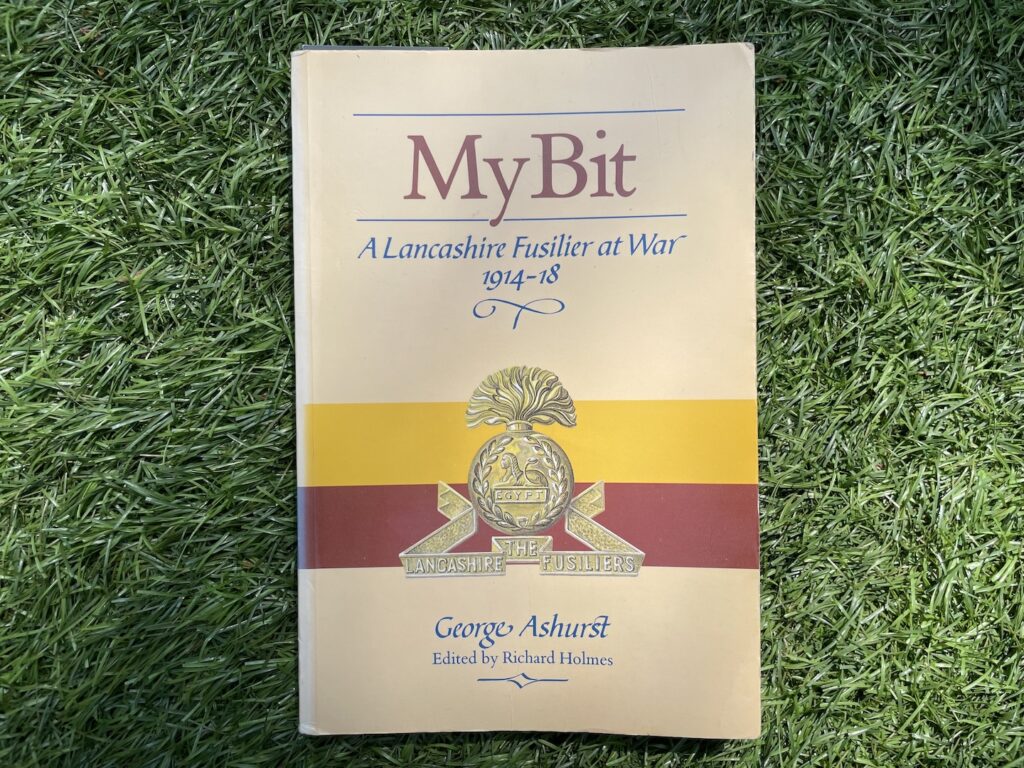 My Bit
A Lancashire Fusilier at War
1914-18
EGYPT
THE
LANCASHIRE FUSILIERS
George Ashurst
Edited by Richard Holmes